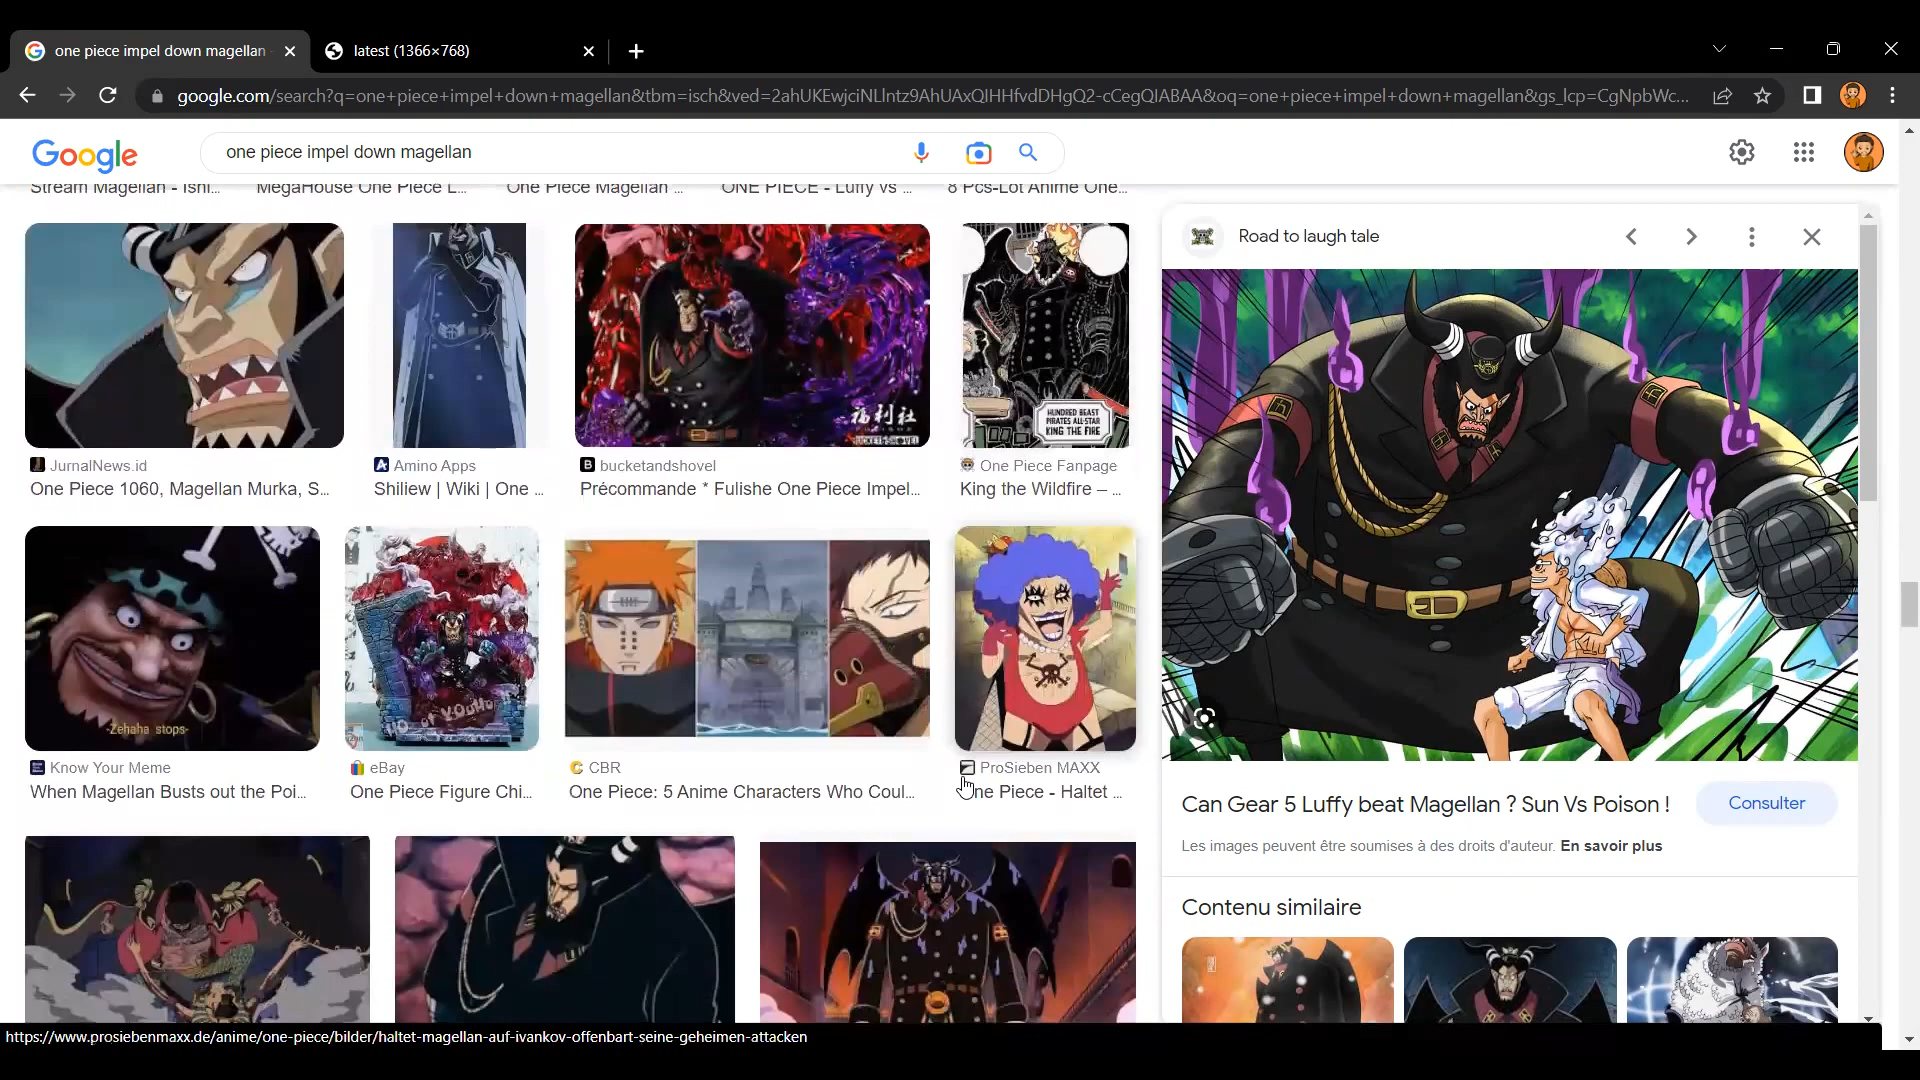 one piece impel down magellan
latest (1366×768)
google.com/search?q=one+piece+impel+down+magellan&tbm=isch&ved=2ahUKEwjciNLlntz9AhUAxQIHHfvdDHgQ2-cCegQIABAA&oq=one+piece+impel+down+magellan&gs_lcp=CgNpbWc...
Google
one piece impel down magellan
Stream Magellan - Ishi...
MegaHouse One Piece L...
One Piece Magellan ...
ONE PIECE - Luffy vs ...
8 Pcs-Lot Anime One...
福利社
BUCKET&SHOVEL
HUNDRED BEAST
PIRATES ALL-STAR
KING THE FIRE
JurnalNews.id
One Piece 1060, Magellan Murka, S...
Amino Apps
Shiliew | Wiki | One ...
bucketandshovel
Précommande * Fulishe One Piece Impel...
One Piece Fanpage
King the Wildfire – ...
-Zehaha stops-
Know Your Meme
When Magellan Busts out the Poi...
eBay
One Piece Figure Chi...
CBR
One Piece: 5 Anime Characters Who Coul...
ProSieben MAXX
One Piece - Haltet ...
Road to laugh tale
Can Gear 5 Luffy beat Magellan ? Sun Vs Poison !
Consulter
Les images peuvent être soumises à des droits d'auteur. En savoir plus
Contenu similaire
https://www.prosiebenmaxx.de/anime/one-piece/bilder/haltet-magellan-auf-ivankov-offenbart-seine-geheimen-attacken